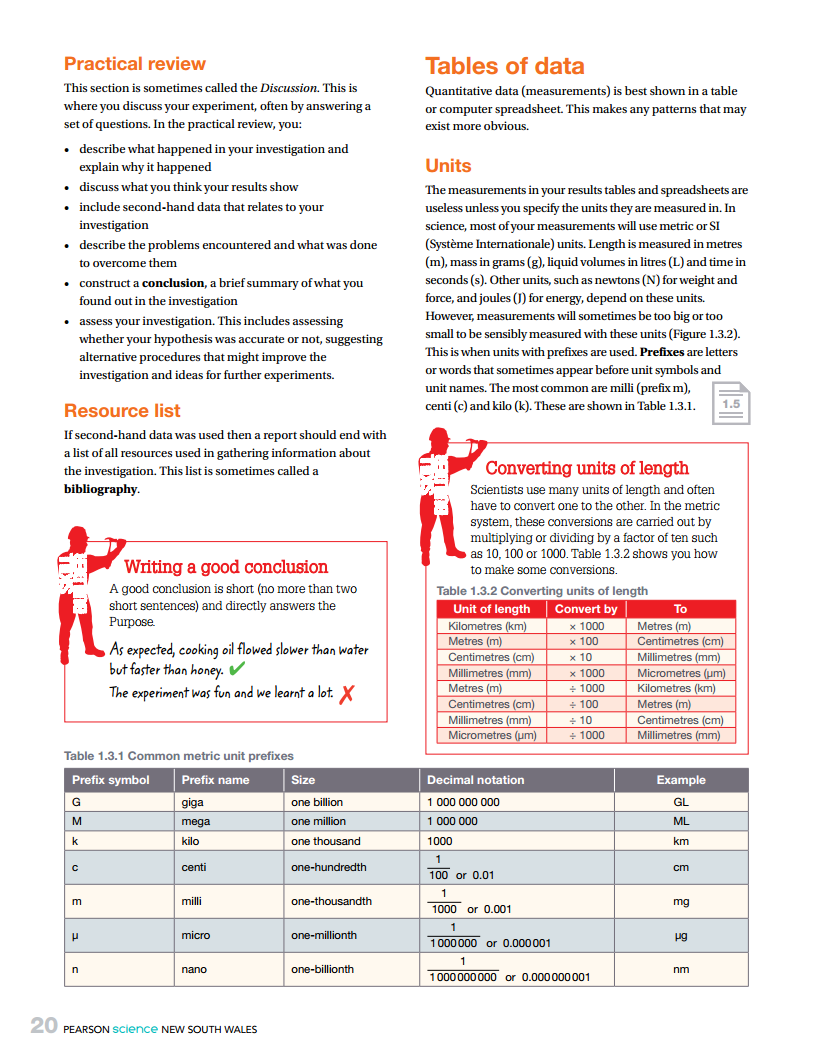 Practical review
This section is sometimes called the Discussion. This is
where you discuss your experiment, often by answering a
set of questions. In the practical review, you:
• describe what happened in your investigation and
explain why it happened
• discuss what you think your results show
• include second-hand data that relates to your
investigation
• describe the problems encountered and what was done
to overcome them
• construct a conclusion, a brief summary of what you
found out in the investigation
• assess your investigation. This includes assessing
whether your hypothesis was accurate or not, suggesting
alternative procedures that might improve the
investigation and ideas for further experiments.
Resource list
If second-hand data was used then a report should end with
a list of all resources used in gathering information about
the investigation. This list is sometimes called a
bibliography.
Writing a good conclusion
A good conclusion is short (no more than two
short sentences) and directly answers the
Purpose.
As expected, cooking oil flowed slower than water
but faster than honey. ✓
The experiment was fun and we learnt a lot. ✗
Tables of data
Quantitative data (measurements) is best shown in a table
or computer spreadsheet. This makes any patterns that may
exist more obvious.
Units
The measurements in your results tables and spreadsheets are
useless unless you specify the units they are measured in. In
science, most of your measurements will use metric or SI
(Système Internationale) units. Length is measured in metres
(m), mass in grams (g), liquid volumes in litres (L) and time in
seconds (s). Other units, such as newtons (N) for weight and
force, and joules (J) for energy, depend on these units.
However, measurements will sometimes be too big or too
small to be sensibly measured with these units (Figure 1.3.2).
This is when units with prefixes are used. Prefixes are letters
or words that sometimes appear before unit symbols and
unit names. The most common are milli (prefix m),
centi (c) and kilo (k). These are shown in Table 1.3.1.
1.5
Converting units of length
Scientists use many units of length and often
have to convert one to the other. In the metric
system, these conversions are carried out by
multiplying or dividing by a factor of ten such
as 10, 100 or 1000. Table 1.3.2 shows you how
to make some conversions.
Table 1.3.2 Converting units of length
Unit of length Convert by To
Kilometres (km) × 1000 Metres (m)
Metres (m) × 100 Centimetres (cm)
Centimetres (cm) × 10 Millimetres (mm)
Millimetres (mm) × 1000 Micrometres (µm)
Metres (m) ÷ 1000 Kilometres (km)
Centimetres (cm) ÷ 100 Metres (m)
Millimetres (mm) ÷ 10 Centimetres (cm)
Micrometres (µm) ÷ 1000 Millimetres (mm)
Table 1.3.1 Common metric unit prefixes
Prefix symbol Prefix name Size Decimal notation Example
G giga one billion 1 000 000 000 GL
M mega one million 1 000 000 ML
k kilo one thousand 1000 km
c centi one-hundredth 1/100 or 0.01 cm
m milli one-thousandth 1/1000 or 0.001 mg
µ micro one-millionth 1/1 000 000 or 0.000 001 µg
n nano one-billionth 1/1 000 000 000 or 0.000 000 001 nm
20 PEARSON science NEW SOUTH WALES